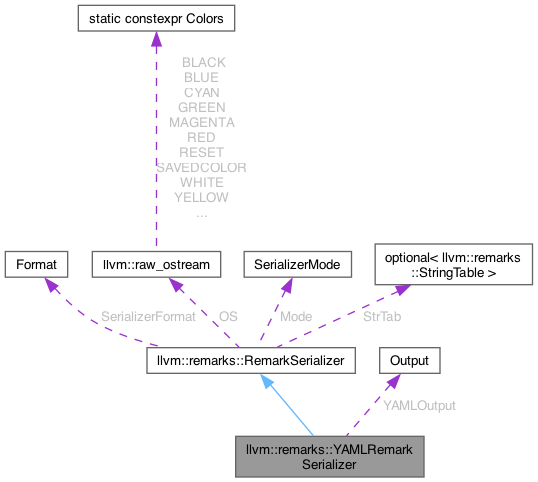 static constexpr Colors
BLACK
BLUE
CYAN
GREEN
MAGENTA
RED
RESET
SAVEDCOLOR
WHITE
YELLOW
...
Format
llvm::raw_ostream
SerializerMode
optional< llvm::remarks
::StringTable >
SerializerFormat
OS
Mode
StrTab
llvm::remarks::RemarkSerializer
Output
YAMLOutput
llvm::remarks::YAMLRemark
Serializer